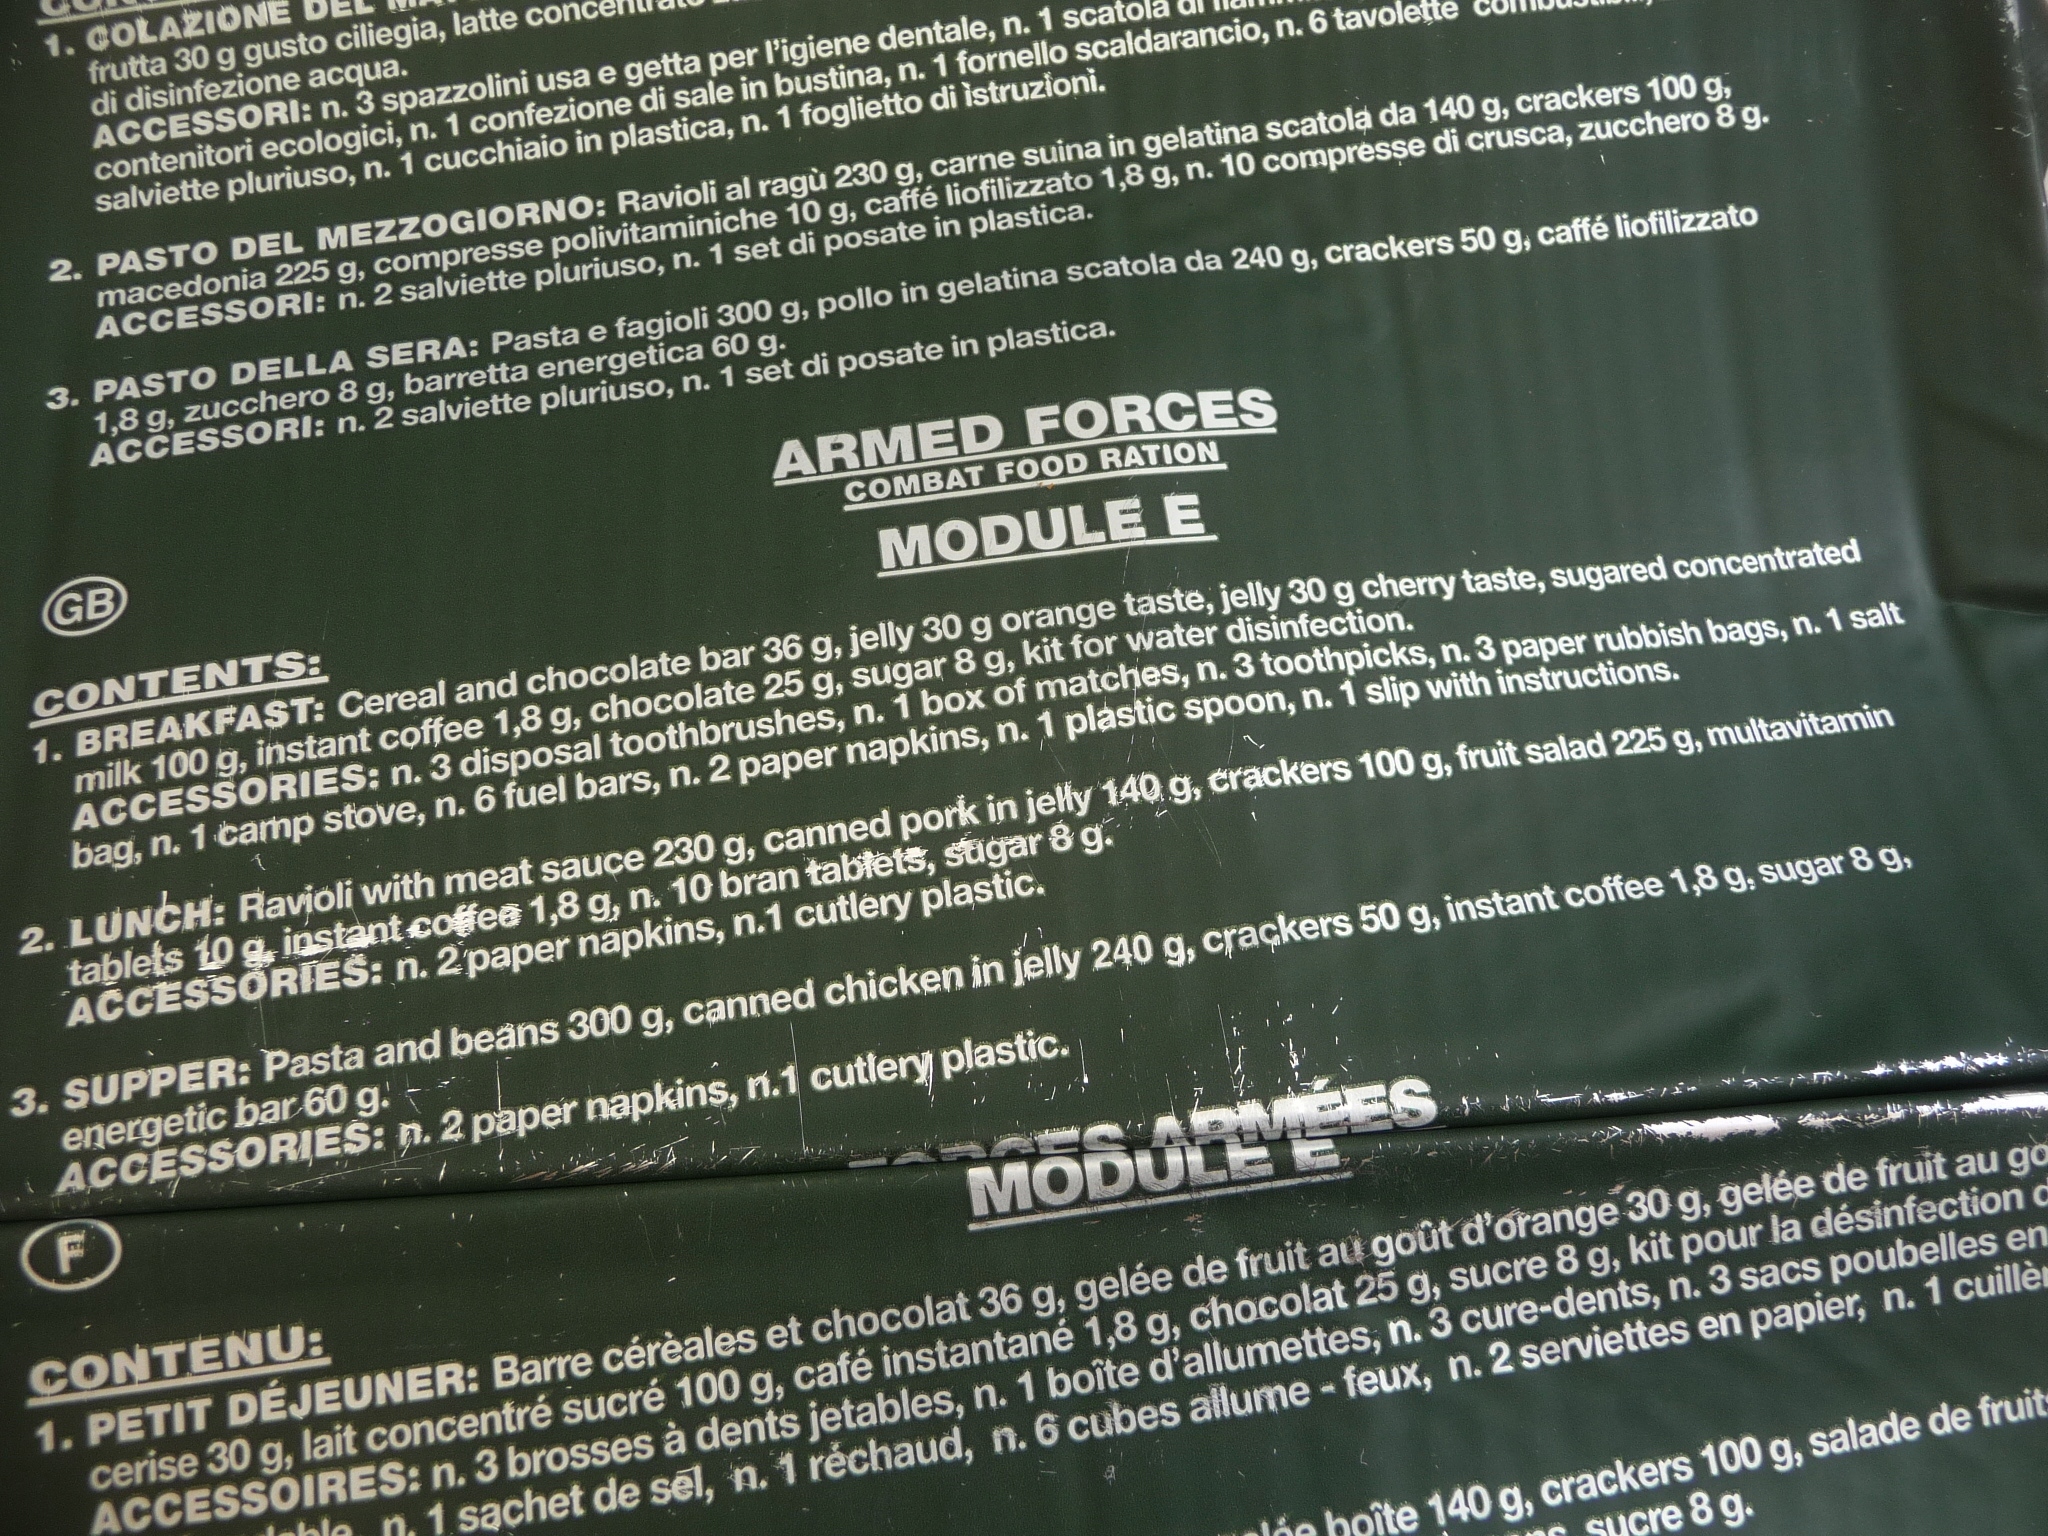 1. COLAZIONE DEL
frutta 30 g gusto ciliegia, latte
di disinfezione acqua.
ACCESSORI: n. 3 spazzolini usa e getta per l'igiene dentale, n. 1 scatola di
contenitori ecologici, n. 1 confezione di sale in bustina, n. 1 fornello scaldarancio, n. 6 tavolette
salviette pluriuso, n. 1 cucchiaio in plastica, n. 1 foglietto di istruzioni.
2. PASTO DEL MEZZOGIORNO: Ravioli al ragù 230 g, carne suina in gelatina scatola da 140 g, crackers 100 g,
macedonia 225 g, compresse polivitaminiche 10 g, caffé liofilizzato 1,8 g, n. 10 compresse di crusca, zucchero 8 g.
ACCESSORI: n. 2 salviette pluriuso, n. 1 set di posate in plastica.
3. PASTO DELLA SERA: Pasta e fagioli 300 g, pollo in gelatina scatola da 240 g, crackers 50 g, caffé liofilizzato
1,8 g, zucchero 8 g, barretta energetica 60 g.
ACCESSORI: n. 2 salviette pluriuso, n. 1 set di posate in plastica.
ARMED FORCES
COMBAT FOOD RATION
MODULE E
GB
CONTENTS:
1. BREAKFAST: Cereal and chocolate bar 36 g, jelly 30 g orange taste, jelly 30 g cherry taste, sugared concentrated
milk 100 g, instant coffee 1,8 g, chocolate 25 g, sugar 8 g, kit for water disinfection.
ACCESSORIES: n. 3 disposal toothbrushes, n. 1 box of matches, n. 3 toothpicks, n. 3 paper rubbish bags, n. 1 salt
bag, n. 1 camp stove, n. 6 fuel bars, n. 2 paper napkins, n. 1 plastic spoon, n. 1 slip with instructions.
2. LUNCH: Ravioli with meat sauce 230 g, canned pork in jelly 140 g, crackers 100 g, fruit salad 225 g, multavitamin
tablets 10 g, instant coffee 1,8 g, n. 10 bran tablets, sugar 8 g.
ACCESSORIES: n. 2 paper napkins, n.1 cutlery plastic.
3. SUPPER: Pasta and beans 300 g, canned chicken in jelly 240 g, crackers 50 g, instant coffee 1,8 g, sugar 8 g,
energetic bar 60 g.
ACCESSORIES: n. 2 paper napkins, n.1 cutlery plastic.
FORCES ARMÉES
MODULE E
F
CONTENU:
1. PETIT DÉJEUNER: Barre cérèales et chocolat 36 g, gelée de fruit au goût d'orange 30 g, gelée de fruit au
cerise 30 g, lait concentré sucré 100 g, café instantané 1,8 g, chocolat 25 g, sucre 8 g, kit pour la désinfection
ACCESSOIRES: n. 3 brosses à dents jetables, n. 1 boîte d'allumettes, n. 3 cure-dents, n. 3 sacs poubelles en
n. 1 sachet de sel, n. 1 réchaud, n. 6 cubes allume - feux, n. 2 serviettes en papier, n. 1
boîte 140 g, crackers 100 g, salade de
sucre 8 g.